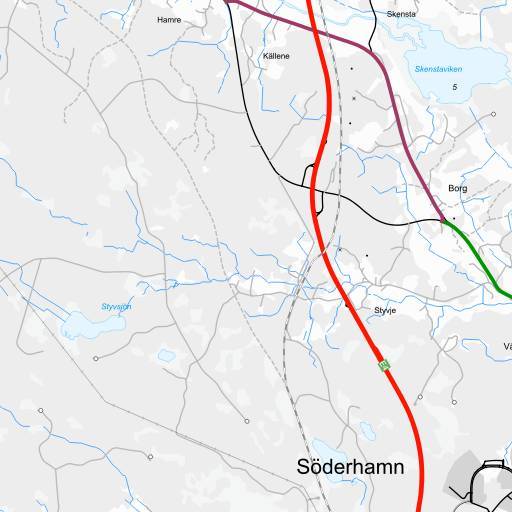 Hamre
Skensta
Källene
Skenstaviken
5
Borg
Styvsjön
Styvje
Vä
Söderhamn